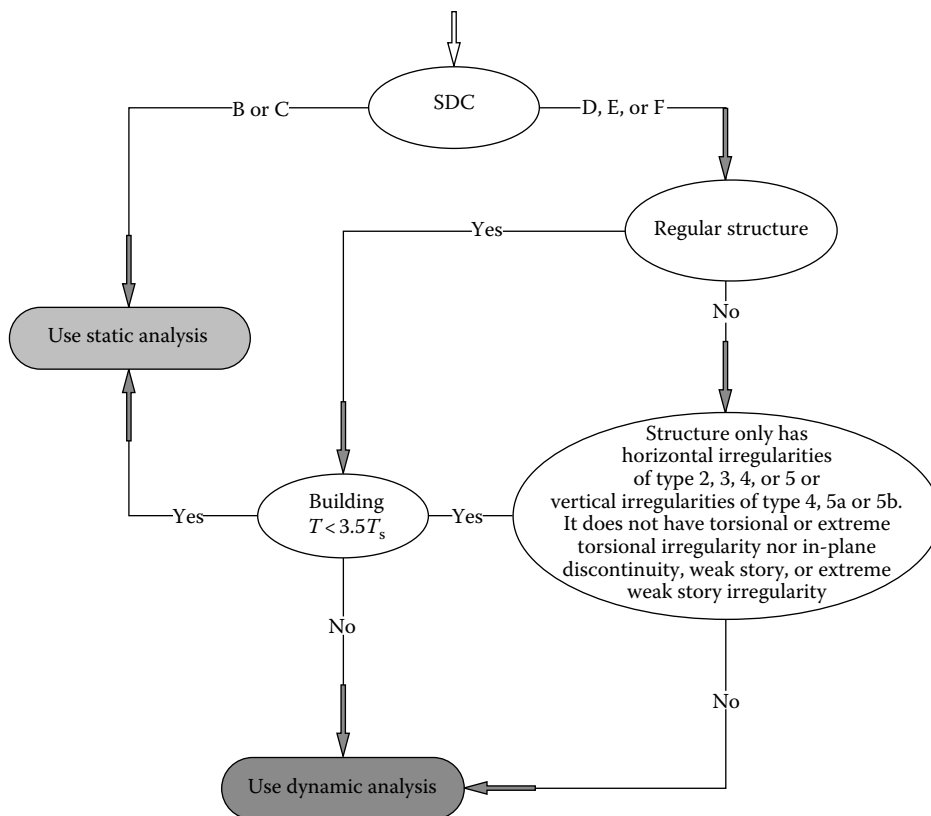 SDC
B or C
D, E, or F
Regular structure
Yes
No
Use static analysis
Structure only has
horizontal irregularities
of type 2, 3, 4, or 5 or
vertical irregularities of type 4, 5a or 5b.
It does not have torsional or extreme
torsional irregularity nor in-plane
discontinuity, weak story, or extreme
weak story irregularity
Building
T < 3.5Ts
Yes
Yes
No
No
Use dynamic analysis